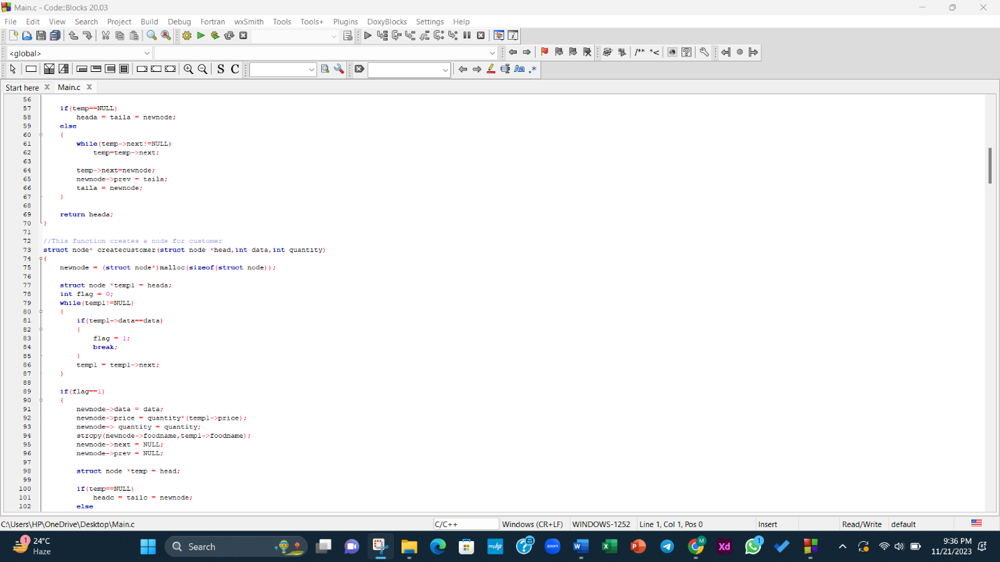 Main.c - Code::Blocks 20.03
File Edit View Search Project Build Debug Fortran wxSmith Tools Tools+ Plugins DoxyBlocks Settings Help
<global>
/** *<
S C
Aa .*
Start here Main.c
56
57 if(temp==NULL)
58 heada = taila = newnode;
59 else
60 {
61 while(temp->next!=NULL)
62 temp=temp->next;
63
64 temp->next=newnode;
65 newnode->prev = taila;
66 taila = newnode;
67 }
68
69 return heada;
70 }
71
72 //This function creates a node for customer
73 struct node* createcustomer(struct node *head,int data,int quantity)
74 {
75 newnode = (struct node*)malloc(sizeof(struct node));
76
77 struct node *temp1 = heada;
78 int flag = 0;
79 while(temp1!=NULL)
80 {
81 if(temp1->data==data)
82 {
83 flag = 1;
84 break;
85 }
86 temp1 = temp1->next;
87 }
88
89 if(flag==1)
90 {
91 newnode->data = data;
92 newnode->price = quantity*(temp1->price);
93 newnode-> quantity = quantity;
94 strcpy(newnode->foodname,temp1->foodname);
95 newnode->next = NULL;
96 newnode->prev = NULL;
97
98 struct node *temp = head;
99
100 if(temp==NULL)
101 headc = tailc = newnode;
102 else
C:\Users\HP\OneDrive\Desktop\Main.c C/C++ Windows (CR+LF) WINDOWS-1252 Line 1, Col 1, Pos 0 Insert Read/Write default
1 24°C
Haze
Search
myhp
zoom
W
X
P
M
Xd
1
9:36 PM
11/21/2023